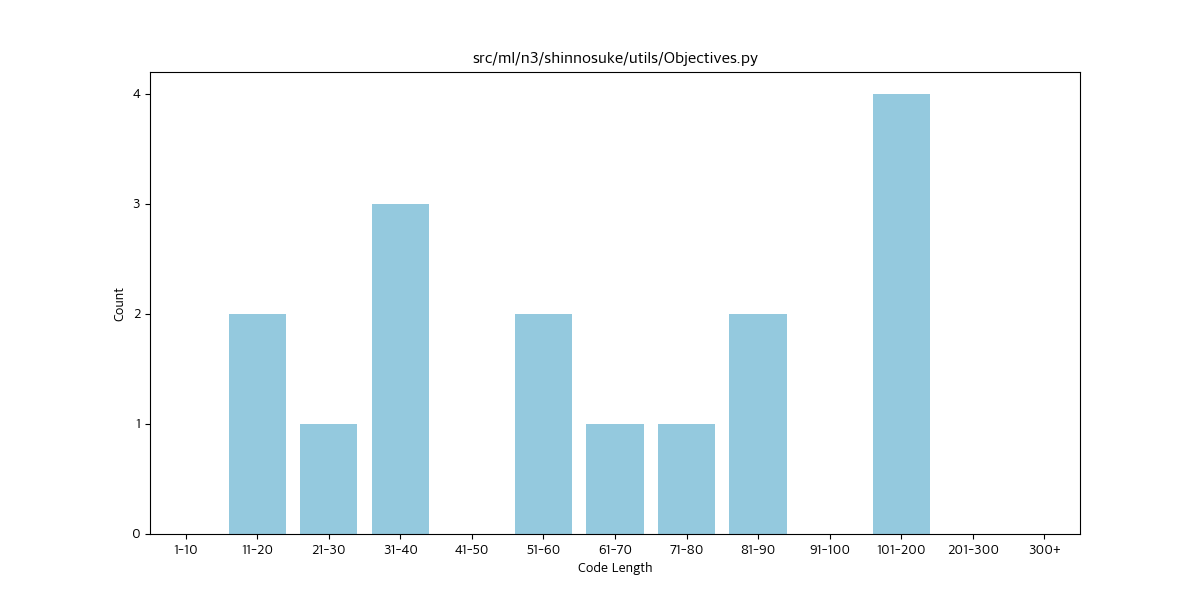 src/ml/n3/shinnosuke/utils/Objectives.py
4
3
2
1
0
Count
1-10 11-20 21-30 31-40 41-50 51-60 61-70 71-80 81-90 91-100 101-200 201-300 300+
Code Length